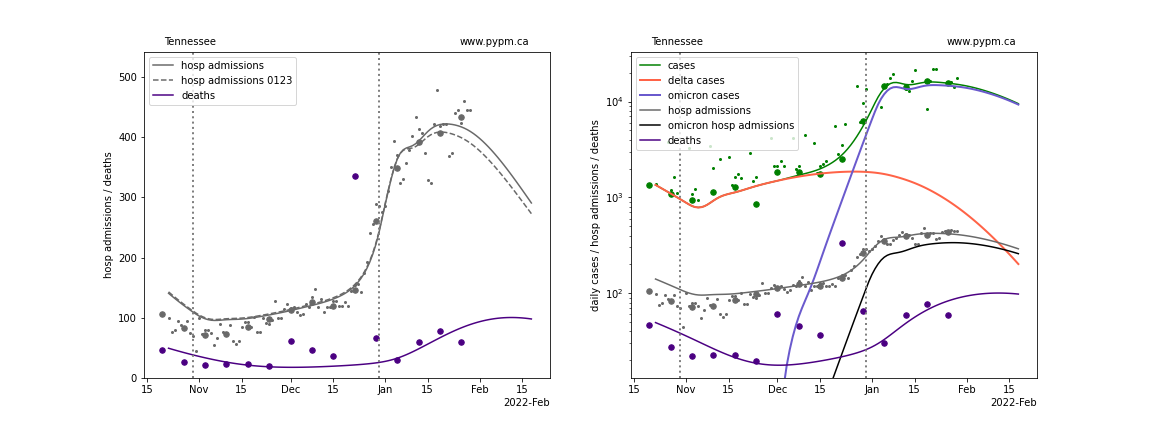 Tennessee
www.pypm.ca
hosp admissions
hosp admissions 0123
deaths
hosp admissions / deaths
500
400
300
200
100
0
15
Nov
15
Dec
15
Jan
15
Feb
15
2022-Feb
Tennessee
www.pypm.ca
cases
delta cases
omicron cases
hosp admissions
omicron hosp admissions
deaths
daily cases / hosp admissions / deaths
10⁴
10³
10²
15
Nov
15
Dec
15
Jan
15
Feb
15
2022-Feb